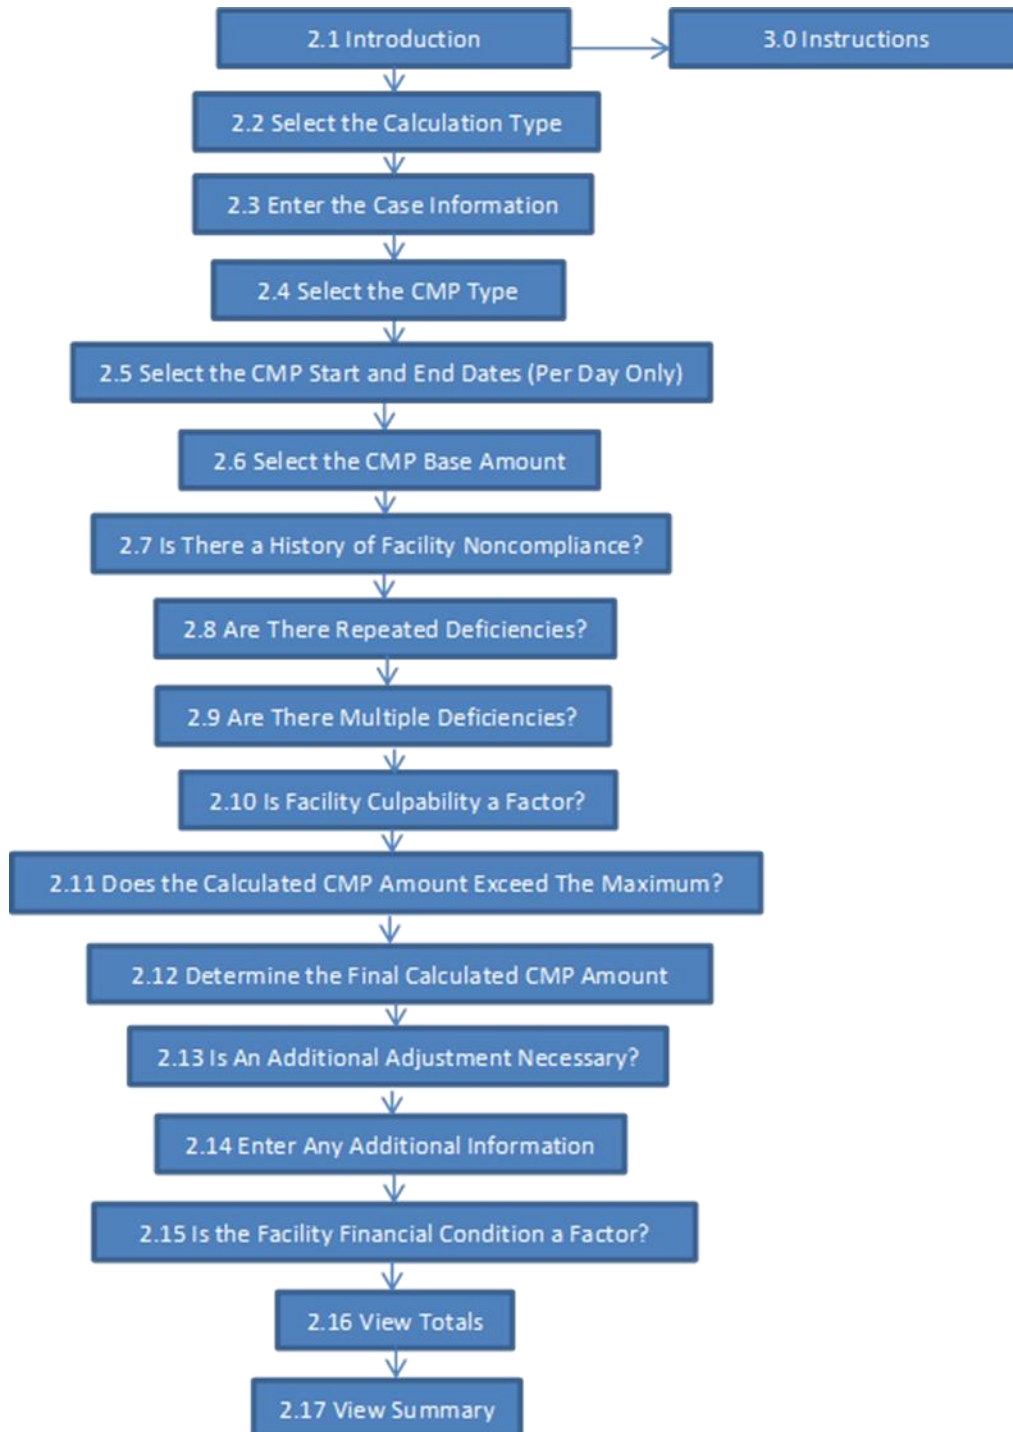 2.1 Introduction
3.0 Instructions
2.2 Select the Calculation Type
2.3 Enter the Case Information
2.4 Select the CMP Type
2.5 Select the CMP Start and End Dates (Per Day Only)
2.6 Select the CMP Base Amount
2.7 Is There a History of Facility Noncompliance?
2.8 Are There Repeated Deficiencies?
2.9 Are There Multiple Deficiencies?
2.10 Is Facility Culpability a Factor?
2.11 Does the Calculated CMP Amount Exceed The Maximum?
2.12 Determine the Final Calculated CMP Amount
2.13 Is An Additional Adjustment Necessary?
2.14 Enter Any Additional Information
2.15 Is the Facility Financial Condition a Factor?
2.16 View Totals
2.17 View Summary